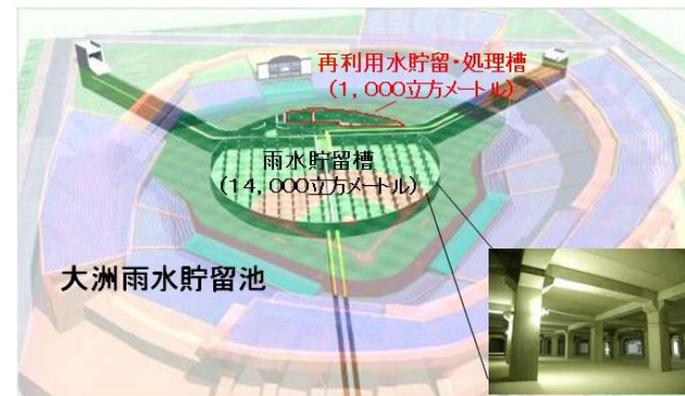 再利用水貯留・処理槽
（１，０００立方メートル）
雨水貯留槽
（１４，０００立方メートル）
大洲雨水貯留池